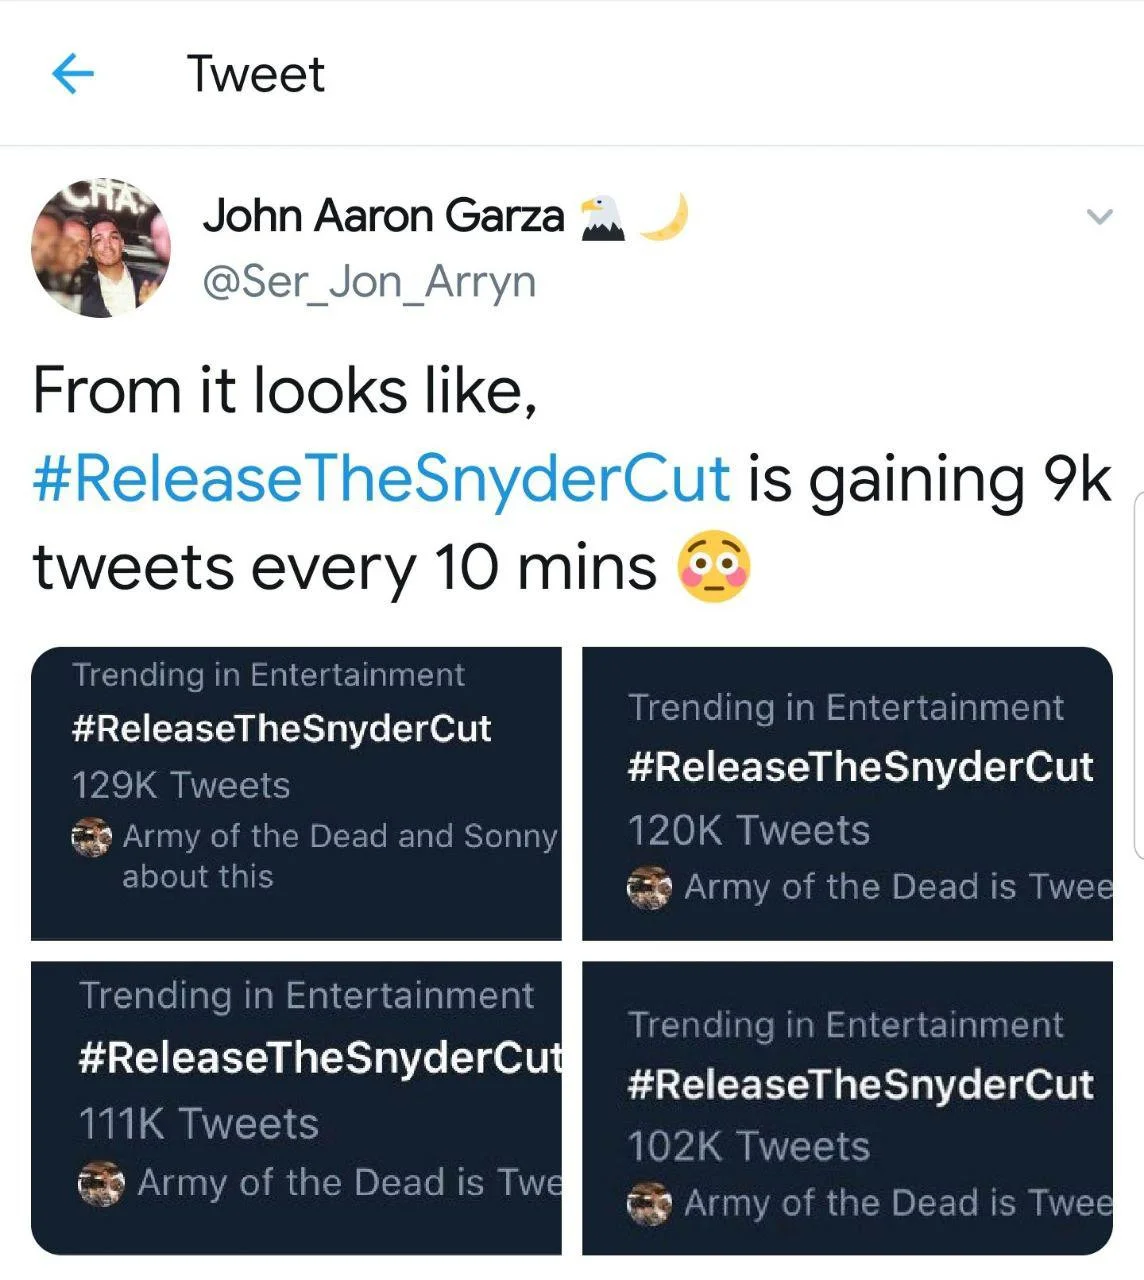 Tweet
John Aaron Garza 🦅🌙
@Ser_Jon_Arryn
From it looks like,
#ReleaseTheSnyderCut is gaining 9k
tweets every 10 mins 😳
Trending in Entertainment
#ReleaseTheSnyderCut
129K Tweets
Army of the Dead and Sonny
about this
Trending in Entertainment
#ReleaseTheSnyderCut
120K Tweets
Army of the Dead is Twee
Trending in Entertainment
#ReleaseTheSnyderCut
111K Tweets
Army of the Dead is Twe
Trending in Entertainment
#ReleaseTheSnyderCut
102K Tweets
Army of the Dead is Twee